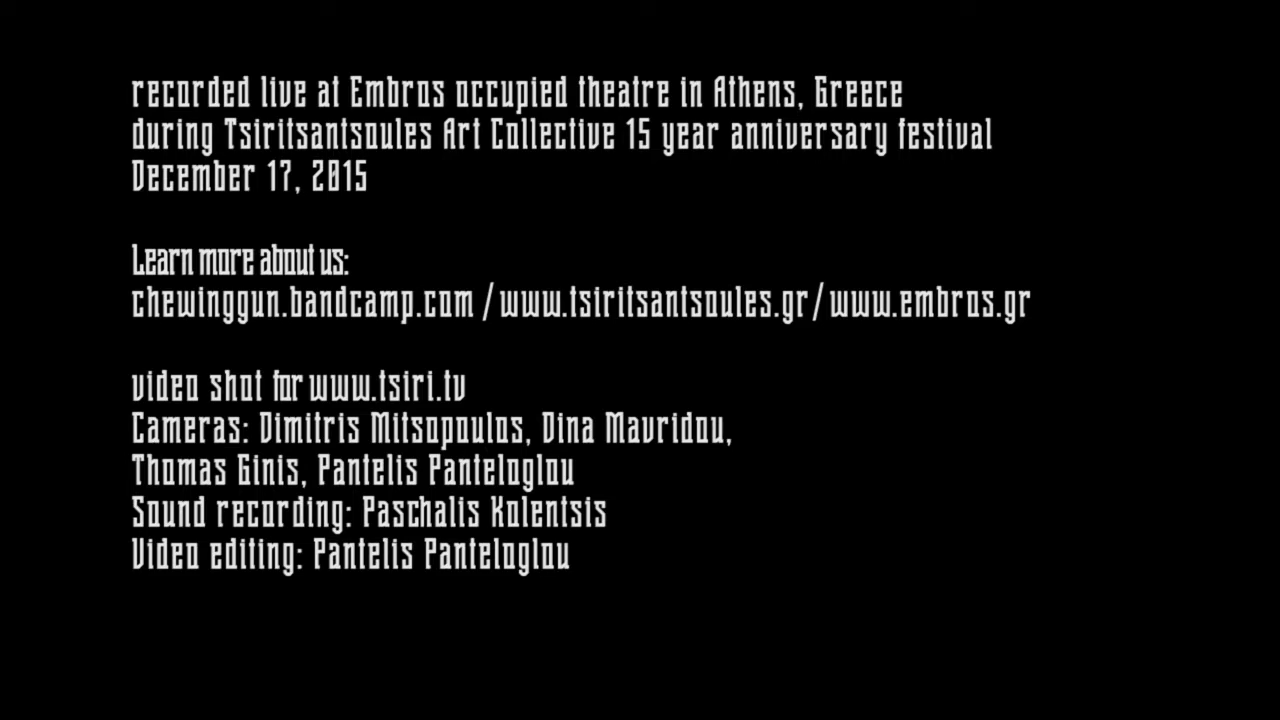 recorded live at Embros occupied theatre in Athens, Greece
during Tsiritsantsoules Art Collective 15 year anniversary festival
December 17, 2015
Learn more about us:
chewinggun.bandcamp.com / www.tsiritsantsoules.gr / www.embros.gr
video shot for www.tsiri.tv
Cameras: Dimitris Mitsopoulos, Dina Mavridou,
Thomas Ginis, Pantelis Panteloglou
Sound recording: Paschalis Kolentsis
Video editing: Pantelis Panteloglou